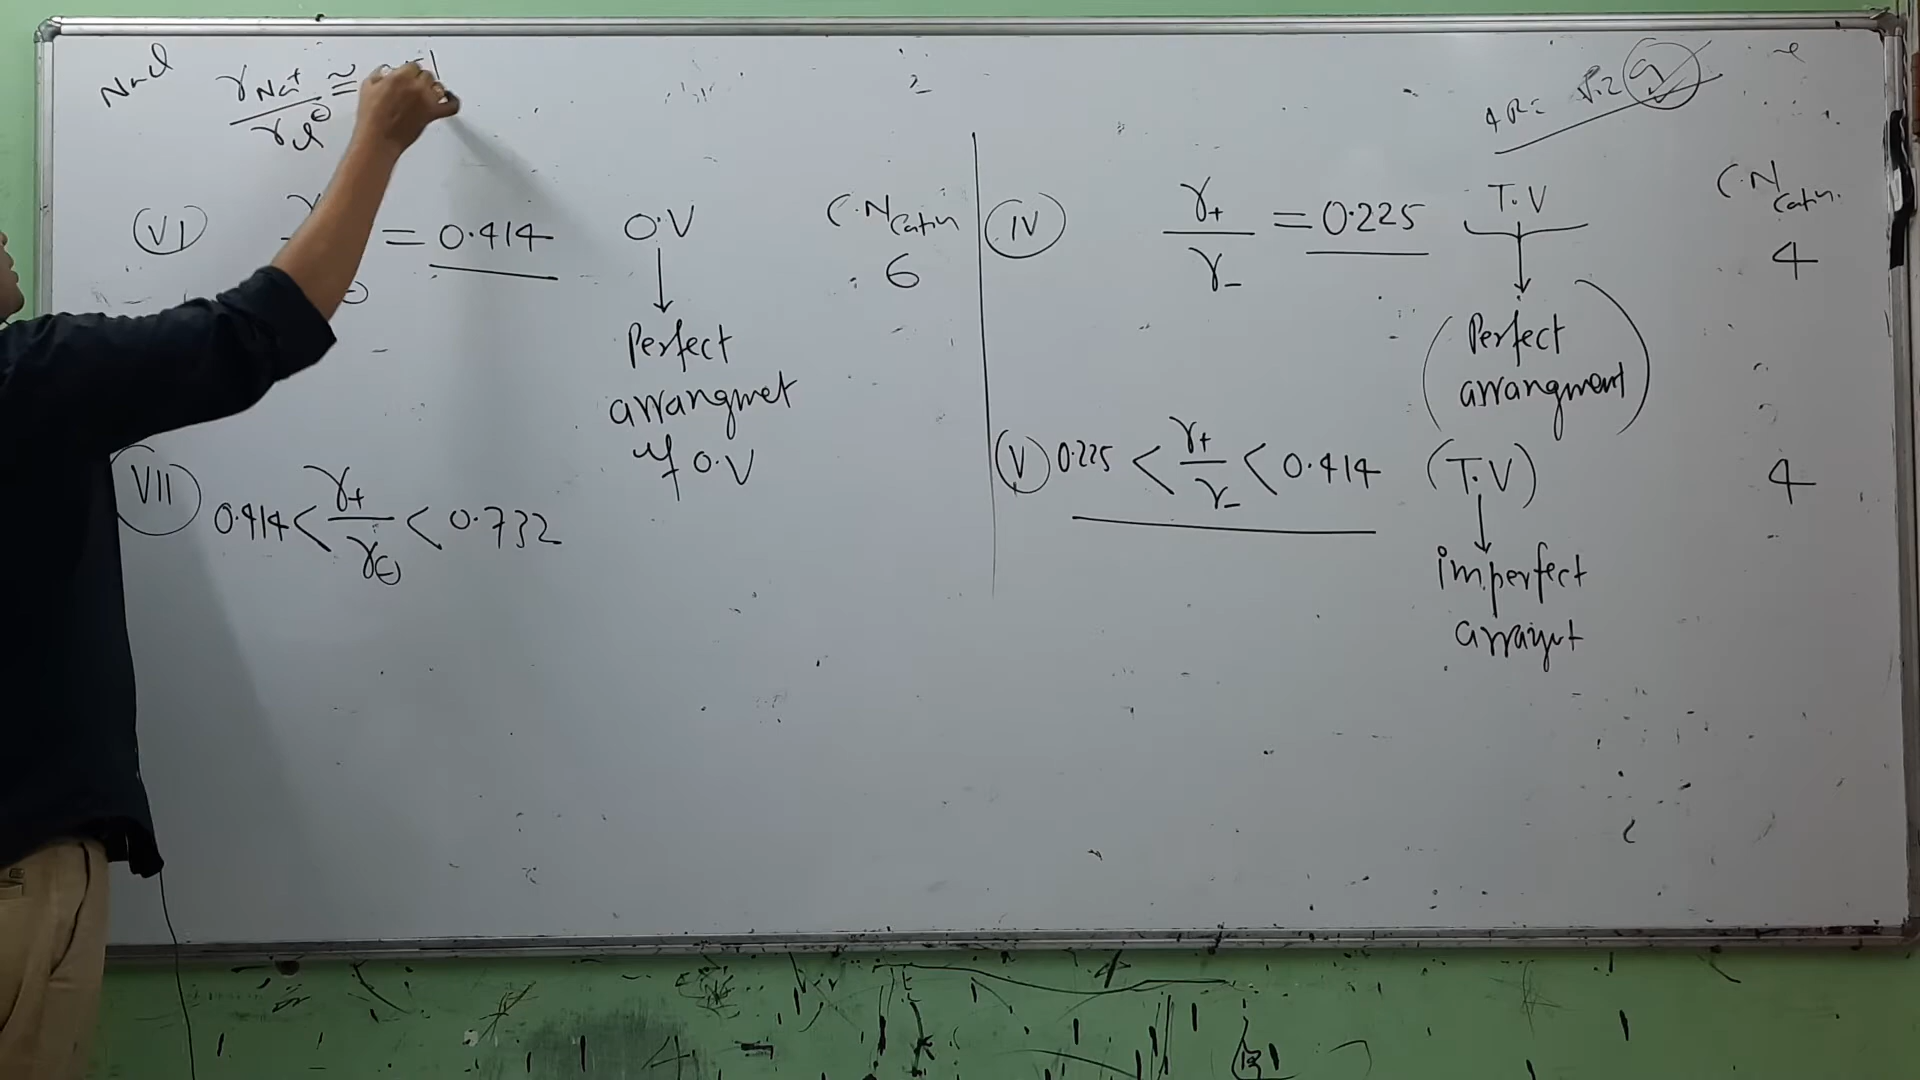 NaCl
γNa⁺ / γCl⊖ ≅
4R = √2 a
(VI) = 0.414 O.V C.N Cation
6
Perfect
arrangmet
of O.V
(VII) 0.414 < γ+ / γ⊖ < 0.732
(IV) γ+ / γ- = 0.225 T.V C.N Cation.
4
(Perfect
arrangment)
(V) 0.225 < γ+ / γ- < 0.414 (T.V) 4
imperfect